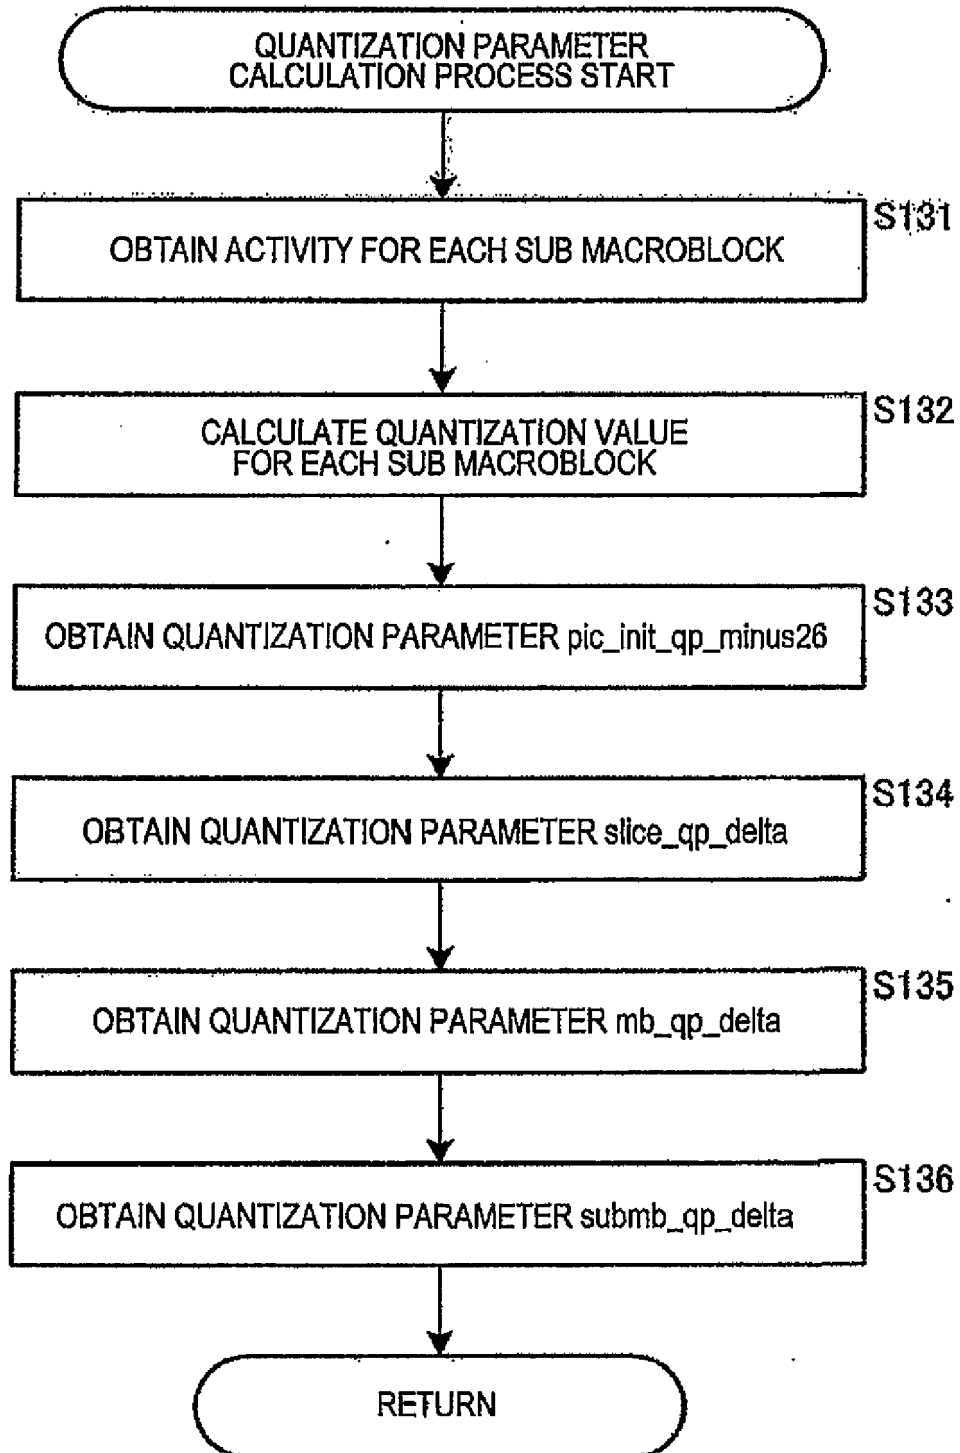 QUANTIZATION PARAMETER
CALCULATION PROCESS START
S131
OBTAIN ACTIVITY FOR EACH SUB MACROBLOCK
S132
CALCULATE QUANTIZATION VALUE
FOR EACH SUB MACROBLOCK
S133
OBTAIN QUANTIZATION PARAMETER pic_init_qp_minus26
S134
OBTAIN QUANTIZATION PARAMETER slice_qp_delta
S135
OBTAIN QUANTIZATION PARAMETER mb_qp_delta
S136
OBTAIN QUANTIZATION PARAMETER submb_qp_delta
RETURN